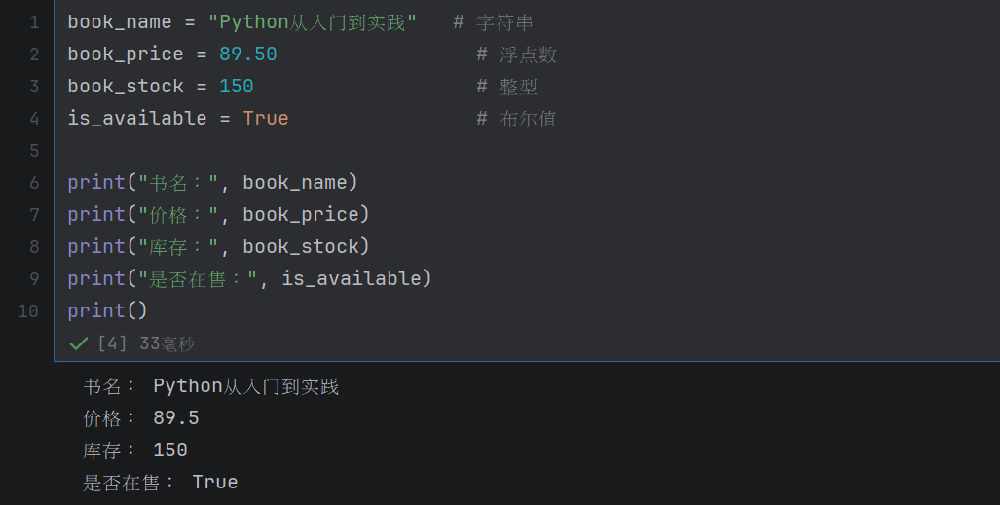 1 book_name = "Python从入门到实践"   # 字符串
2 book_price = 89.50                 # 浮点数
3 book_stock = 150                   # 整型
4 is_available = True                # 布尔值
5
6 print("书名：", book_name)
7 print("价格：", book_price)
8 print("库存：", book_stock)
9 print("是否在售：", is_available)
10 print()
[4] 33毫秒
书名： Python从入门到实践
价格： 89.5
库存： 150
是否在售： True